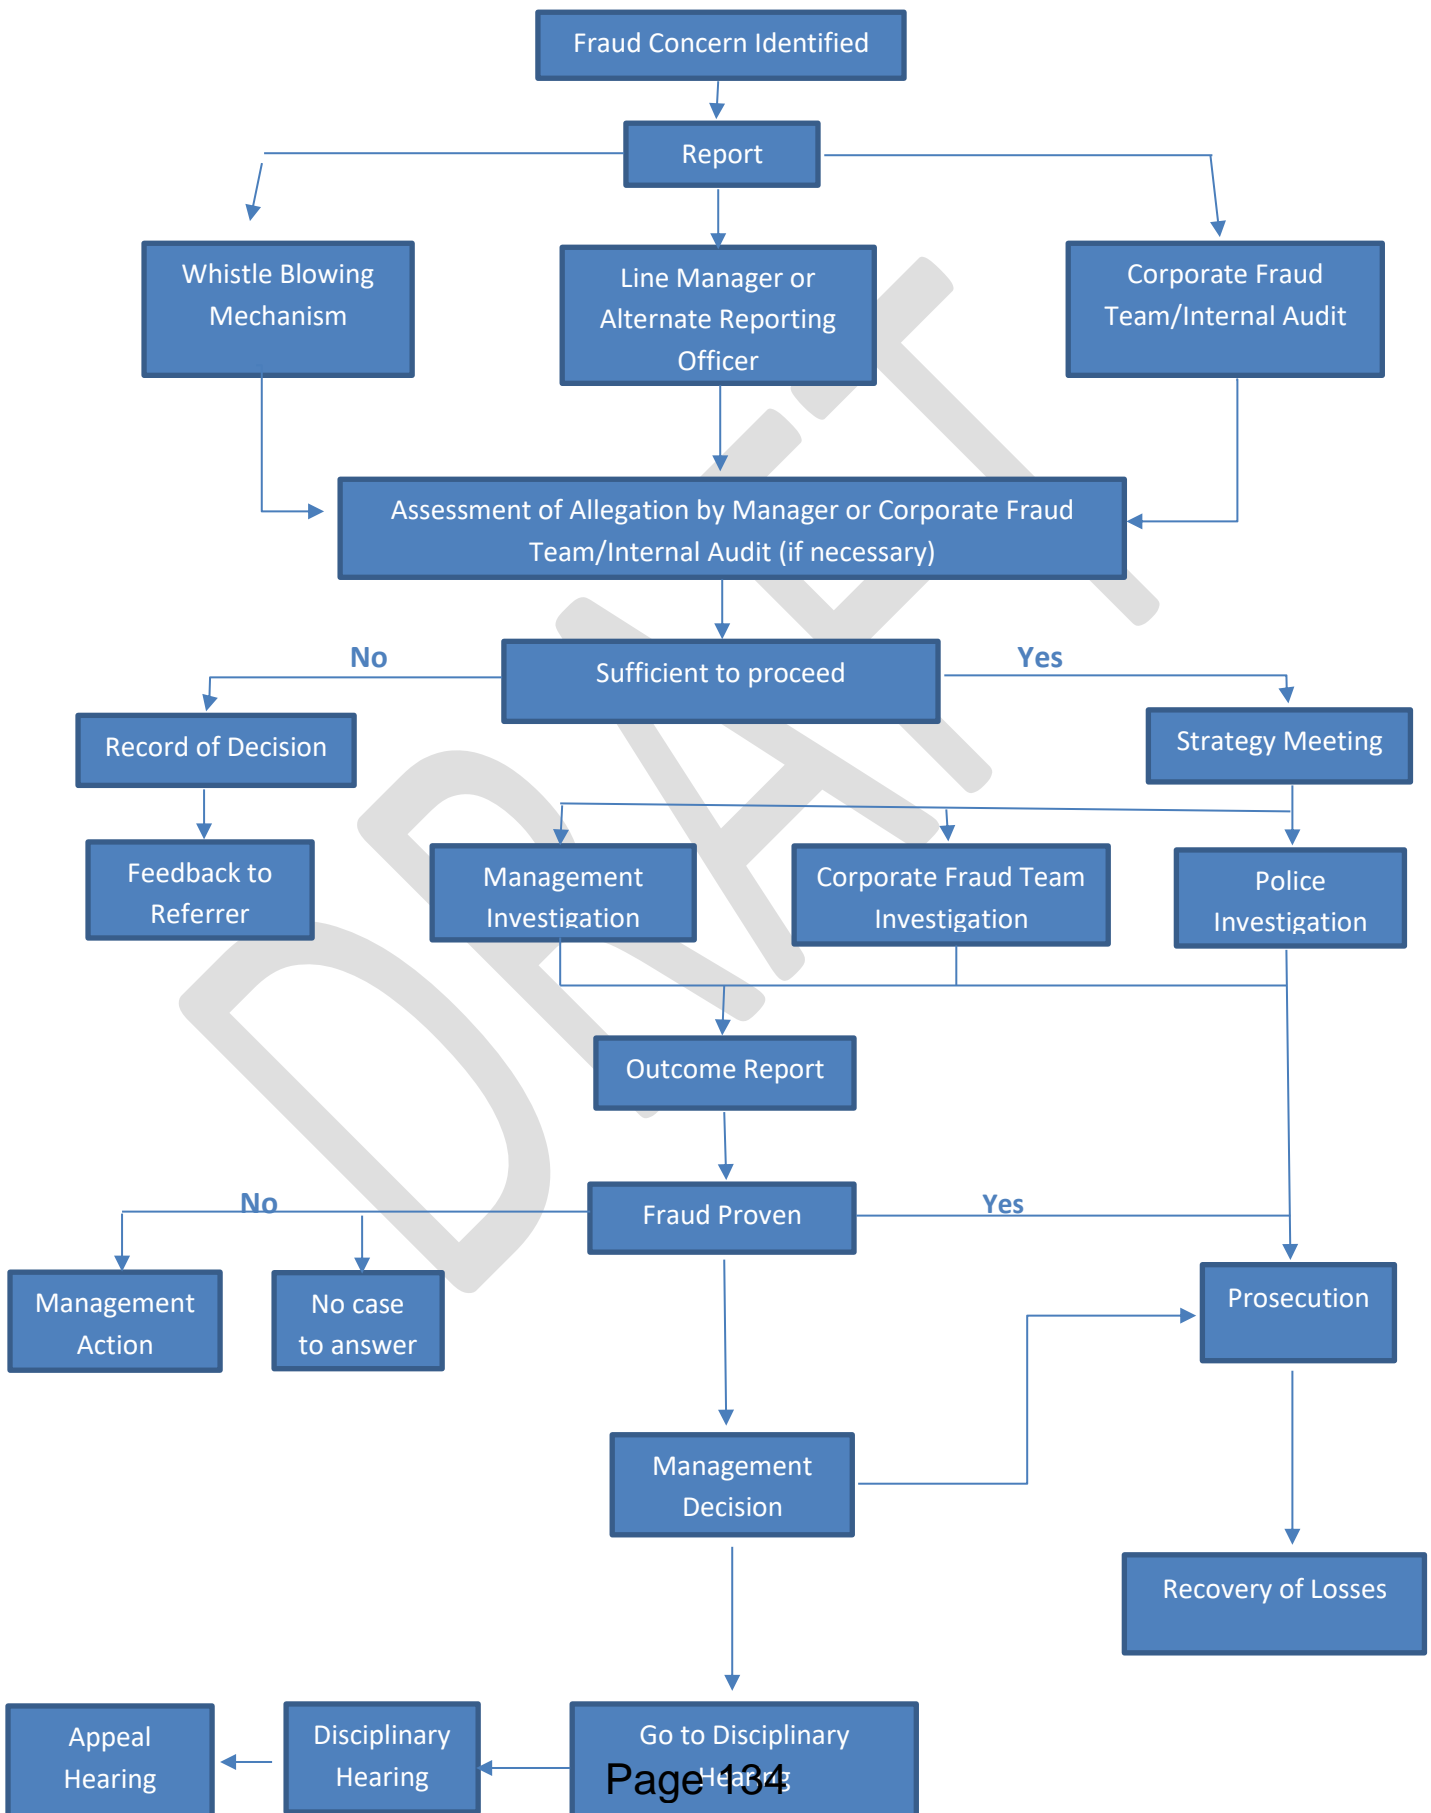 Fraud Concern Identified
Report
Whistle Blowing
Mechanism
Line Manager or
Alternate Reporting
Officer
Corporate Fraud
Team/Internal Audit
Assessment of Allegation by Manager or Corporate Fraud
Team/Internal Audit (if necessary)
No
Sufficient to proceed
Yes
Record of Decision
Strategy Meeting
Feedback to
Referrer
Management
Investigation
Corporate Fraud Team
Investigation
Police
Investigation
Outcome Report
No
Fraud Proven
Yes
Management
Action
No case
to answer
Prosecution
Management
Decision
Recovery of Losses
Appeal
Hearing
Disciplinary
Hearing
Go to Disciplinary
Hearing
Page 134
DRAFT